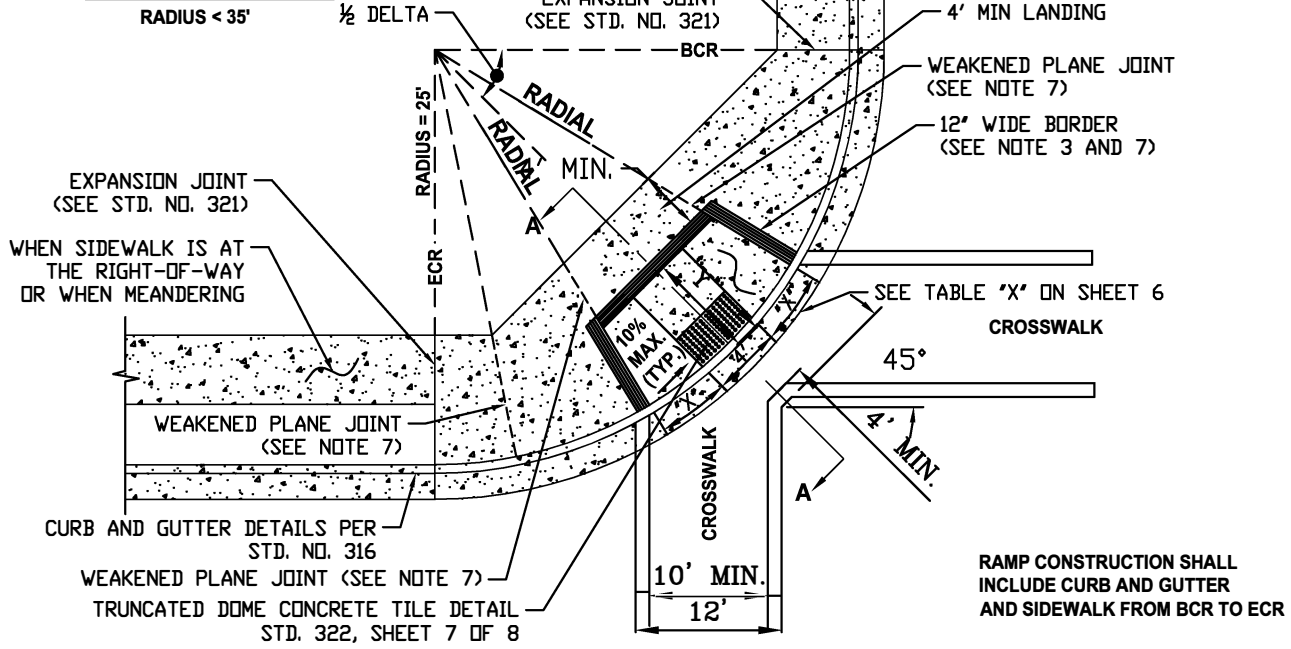 RADIUS < 35'
½ DELTA
EXPANSION JOINT
(SEE STD. NO. 321)
4' MIN LANDING
BCR
WEAKENED PLANE JOINT
(SEE NOTE 7)
12" WIDE BORDER
(SEE NOTE 3 AND 7)
RADIAL
RADIAL
RADIUS = 25'
MIN.
EXPANSION JOINT
(SEE STD. NO. 321)
A
WHEN SIDEWALK IS AT
THE RIGHT-OF-WAY
OR WHEN MEANDERING
ECR
Y
"X"
SEE TABLE "X" ON SHEET 6
CROSSWALK
10%
MAX.
(TYP.)
4'
"X"
45°
4' MIN.
WEAKENED PLANE JOINT
(SEE NOTE 7)
CROSSWALK
A
CURB AND GUTTER DETAILS PER
STD. NO. 316
WEAKENED PLANE JOINT (SEE NOTE 7)
TRUNCATED DOME CONCRETE TILE DETAIL
STD. 322, SHEET 7 OF 8
10' MIN.
12'
RAMP CONSTRUCTION SHALL
INCLUDE CURB AND GUTTER
AND SIDEWALK FROM BCR TO ECR